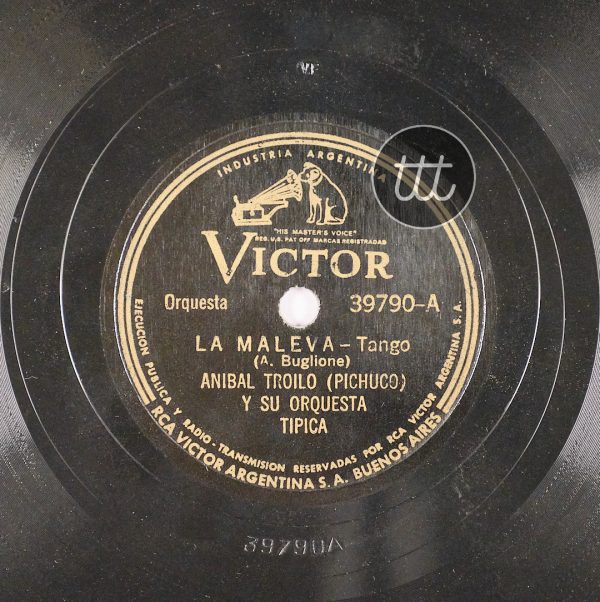 VE
ttt
INDUSTRIA ARGENTINA
"HIS MASTER'S VOICE"
REG. U.S. PAT OFF MARCAS REGISTRADAS
VICTOR
Orquesta 39790-A
LA MALEVA - Tango
(A. Buglione)
ANIBAL TROILO (PICHUCO)
Y SU ORQUESTA
TIPICA
EJECUCION PUBLICA Y RADIO-TRANSMISION RESERVADAS POR RCA VICTOR ARGENTINA S.A.
RCA VICTOR ARGENTINA S.A. BUENOS AIRES
39790A